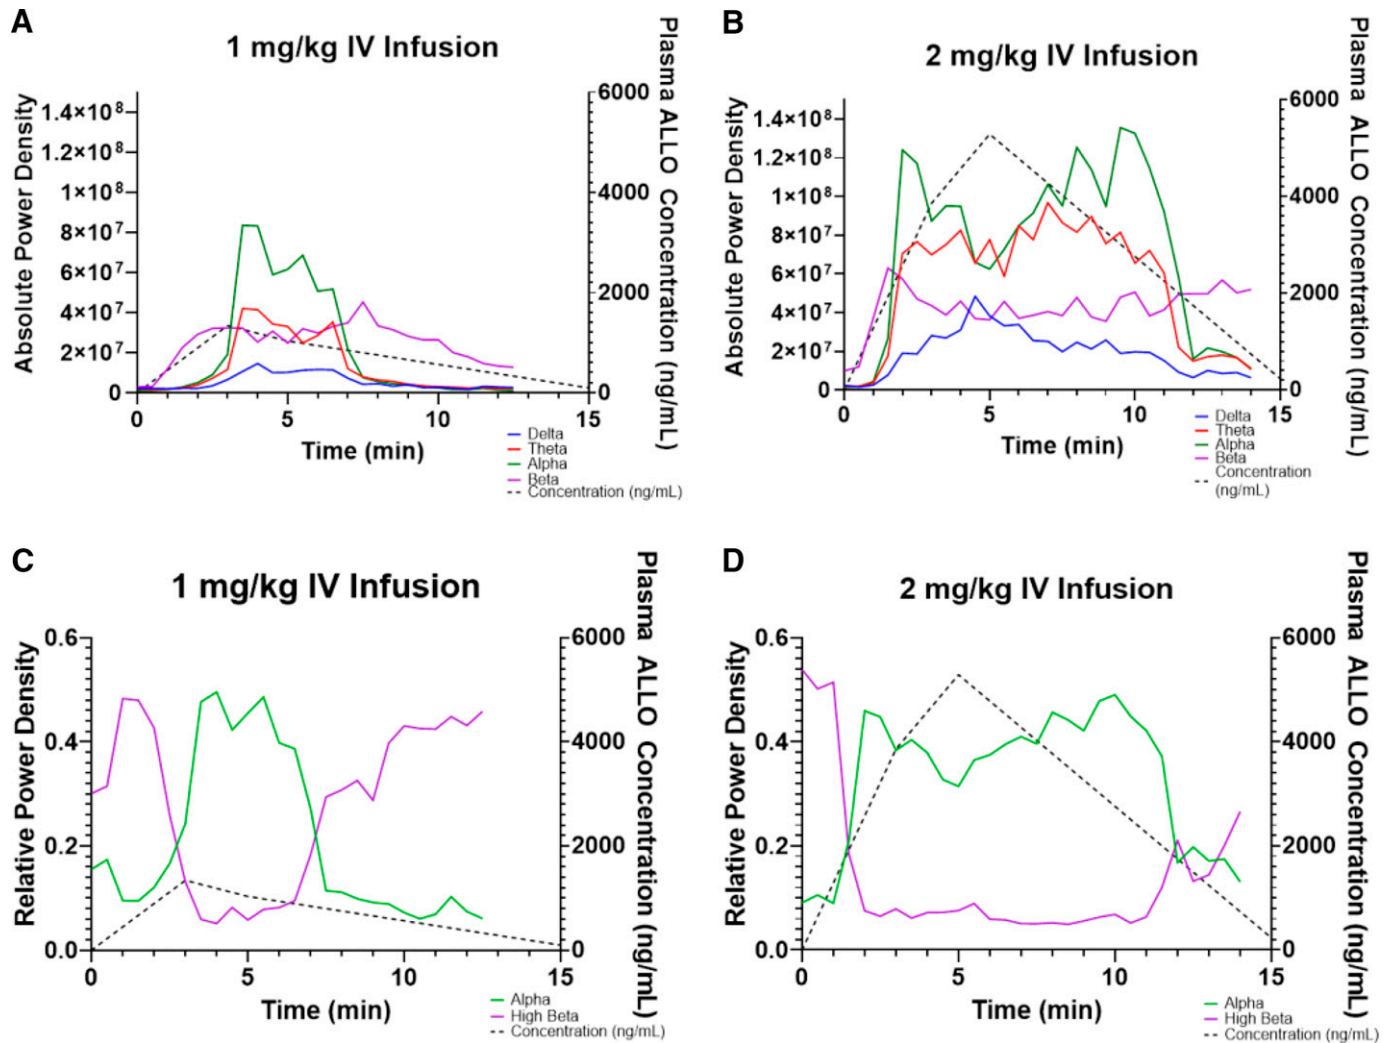 A
1 mg/kg IV Infusion
Absolute Power Density
1.4×10⁸
1.2×10⁸
1×10⁸
8×10⁷
6×10⁷
4×10⁷
2×10⁷
0
6000
4000
2000
0
Plasma ALLO Concentration (ng/mL)
0 5 10 15
Time (min)
Delta
Theta
Alpha
Beta
Concentration (ng/mL)
B
2 mg/kg IV Infusion
Absolute Power Density
1.4×10⁸
1.2×10⁸
1×10⁸
8×10⁷
6×10⁷
4×10⁷
2×10⁷
0
6000
4000
2000
0
Plasma ALLO Concentration (ng/mL)
0 5 10 15
Time (min)
Delta
Theta
Alpha
Beta
Concentration
(ng/mL)
C
1 mg/kg IV Infusion
Relative Power Density
0.6
0.4
0.2
0.0
6000
4000
2000
0
Plasma ALLO Concentration (ng/mL)
0 5 10 15
Time (min)
Alpha
High Beta
Concentration (ng/mL)
D
2 mg/kg IV Infusion
Relative Power Density
0.6
0.4
0.2
0.0
6000
4000
2000
0
Plasma ALLO Concentration (ng/mL)
0 5 10 15
Time (min)
Alpha
High Beta
Concentration (ng/mL)